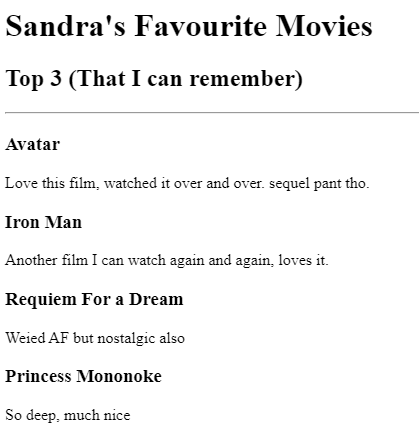 Sandra's Favourite Movies
Top 3 (That I can remember)
Avatar
Love this film, watched it over and over. sequel pant tho.
Iron Man
Another film I can watch again and again, loves it.
Requiem For a Dream
Weied AF but nostalgic also
Princess Mononoke
So deep, much nice